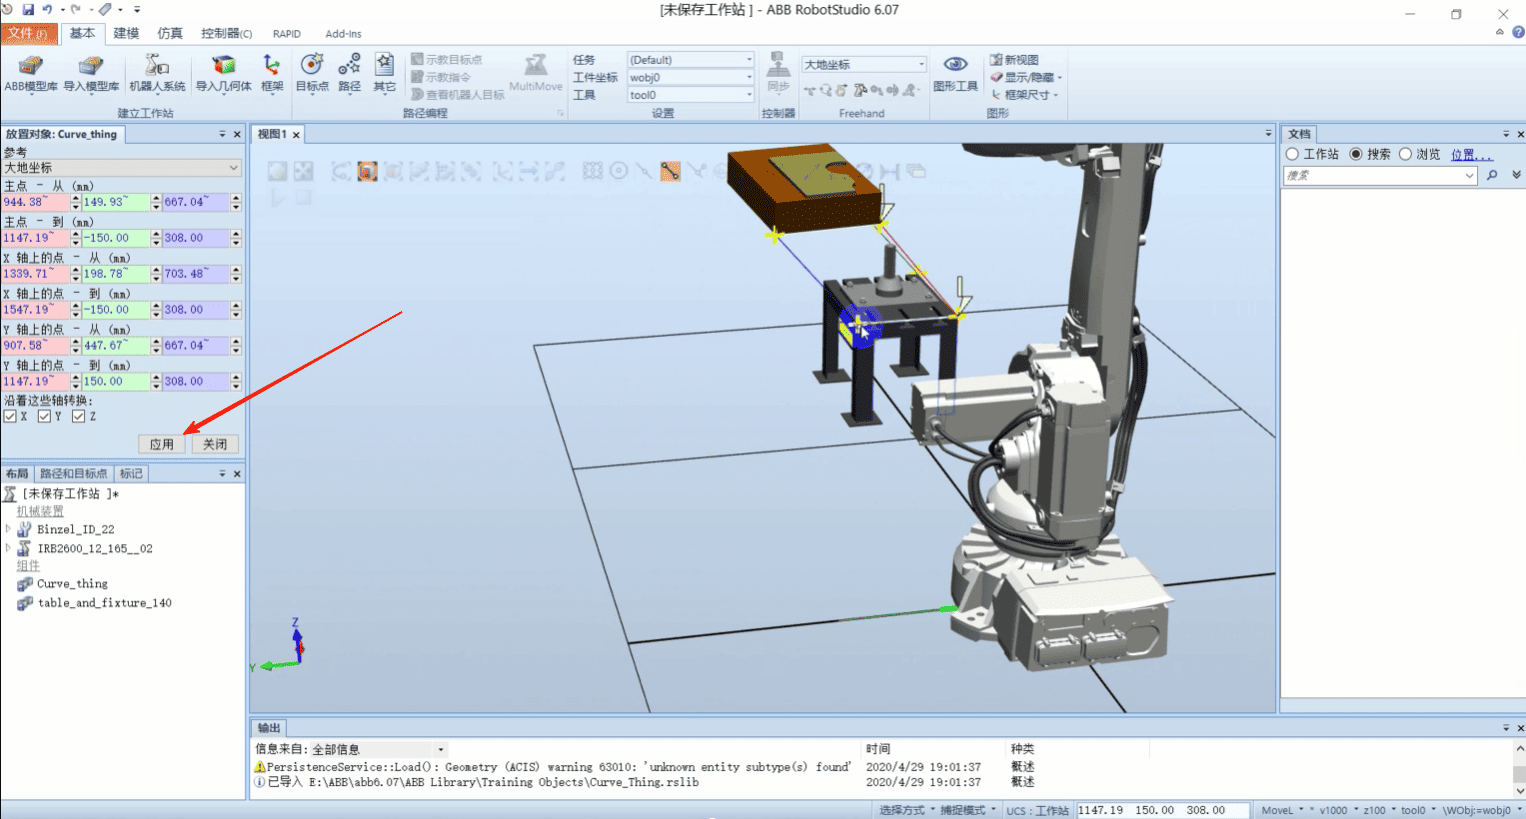 [未保存工作站 ] - ABB RobotStudio 6.07
文件(F) 基本 建模 仿真 控制器(C) RAPID Add-Ins
ABB模型库 导入模型库 机器人系统 导入几何体 框架
建立工作站
目标点 路径 其它
示教目标点
示教指令
查看机器人目标
MultiMove
路径编程
任务 (Default)
工件坐标 wobj0
工具 tool0
设置
同步
控制器
大地坐标
Freehand
图形工具
新视图
显示/隐藏
框架尺寸
图形
放置对象: Curve_thing
参考
大地坐标
主点 - 从 (mm)
944.38~ 149.93~ 667.04~
主点 - 到 (mm)
1147.19~ -150.00 308.00
X 轴上的点 - 从 (mm)
1339.71~ 198.78~ 703.48~
X 轴上的点 - 到 (mm)
1547.19~ -150.00 308.00
Y 轴上的点 - 从 (mm)
907.58~ 447.67~ 667.04~
Y 轴上的点 - 到 (mm)
1147.19~ 150.00 308.00
沿着这些轴转换:
X Y Z
应用 关闭
布局 路径和目标点 标记
[未保存工作站 ]*
机械装置
Binzel_ID_22
IRB2600_12_165__02
组件
Curve_thing
table_and_fixture_140
视图1
Z
Y
文档
工作站 搜索 浏览 位置...
搜索
输出
信息来自: 全部信息 时间 种类
PersistenceService::Load(): Geometry (ACIS) warning 63010: 'unknown entity subtype(s) found' 2020/4/29 19:01:37 概述
已导入 E:\ABB\abb6.07\ABB Library\Training Objects\Curve_Thing.rslib 2020/4/29 19:01:37 概述
选择方式 捕捉模式 UCS : 工作站 1147.19 150.00 308.00 MoveL * v1000 z100 tool0 \WObj:=wobj0